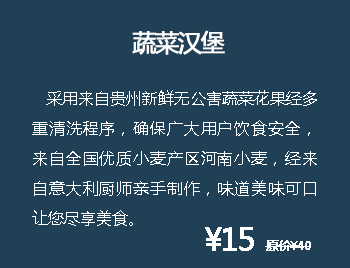 蔬菜汉堡
采用来自贵州新鲜无公害蔬菜花果经多
重清洗程序，确保广大用户饮食安全，
来自全国优质小麦产区河南小麦，经来
自意大利厨师亲手制作，味道美味可口
让您尽享美食。
¥15 原价¥40